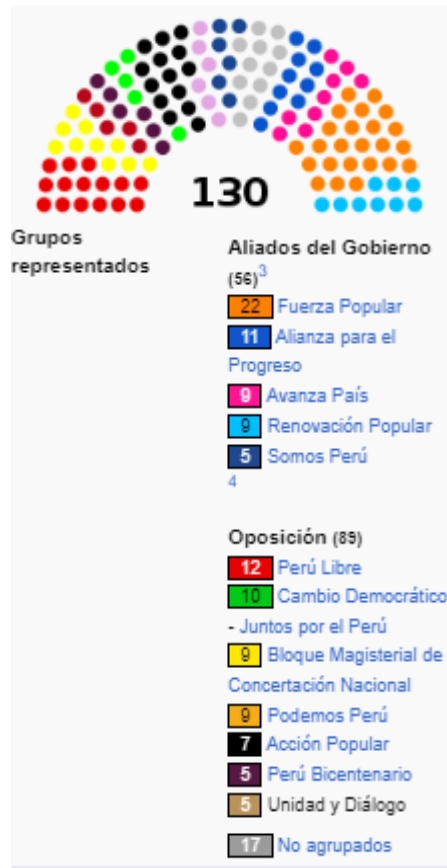 130
Grupos
representados
Aliados del Gobierno
(56)3
22 Fuerza Popular
11 Alianza para el
Progreso
9 Avanza País
9 Renovación Popular
5 Somos Perú
4
Oposición (89)
12 Perú Libre
10 Cambio Democrático
- Juntos por el Perú
9 Bloque Magisterial de
Concertación Nacional
9 Podemos Perú
7 Acción Popular
5 Perú Bicentenario
5 Unidad y Diálogo
17 No agrupados